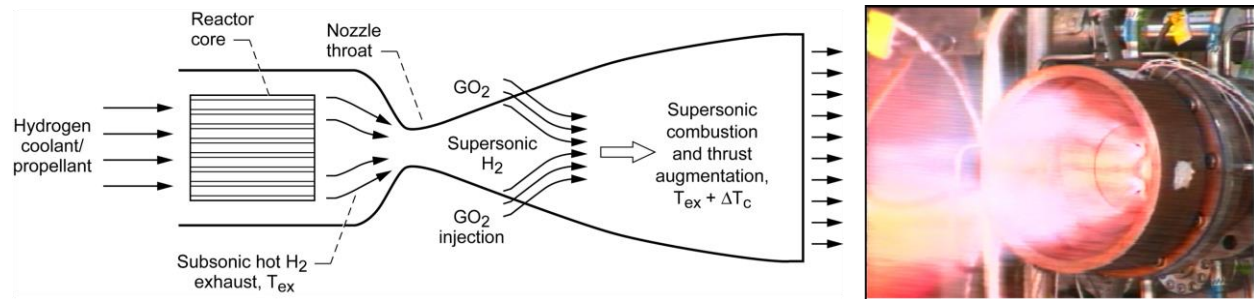 Reactor
core
Nozzle
throat
GO2
Hydrogen
coolant/
propellant
Supersonic
H2
Supersonic
combustion
and thrust
augmentation,
Tex + ΔTc
GO2
injection
Subsonic hot H2
exhaust, Tex